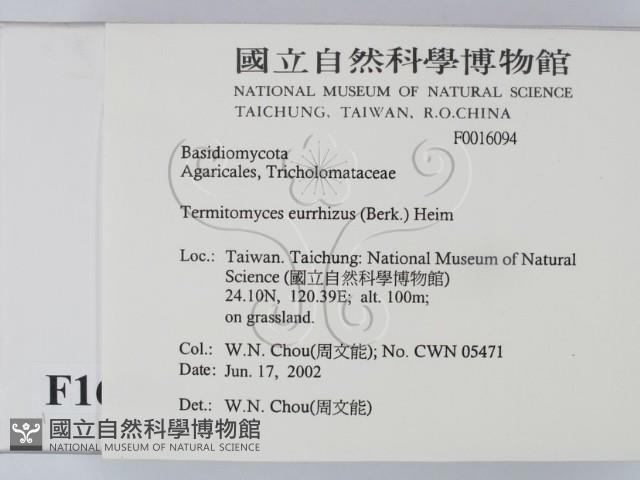 國立自然科學博物館
NATIONAL MUSEUM OF NATURAL SCIENCE
TAICHUNG, TAIWAN, R.O.CHINA
F0016094
Basidiomycota
Agaricales, Tricholomataceae
Termitomyces eurrhizus (Berk.) Heim
Loc.: Taiwan. Taichung: National Museum of Natural
Science (國立自然科學博物館)
24.10N, 120.39E; alt. 100m;
on grassland.
Col.: W.N. Chou(周文能); No. CWN 05471
Date: Jun. 17, 2002
Det.: W.N. Chou(周文能)
國立自然科學博物館
NATIONAL MUSEUM OF NATURAL SCIENCE